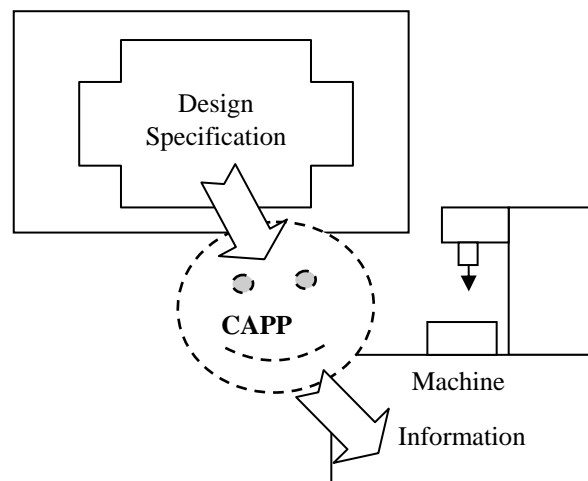 Design
Specification
CAPP
Machine
Information